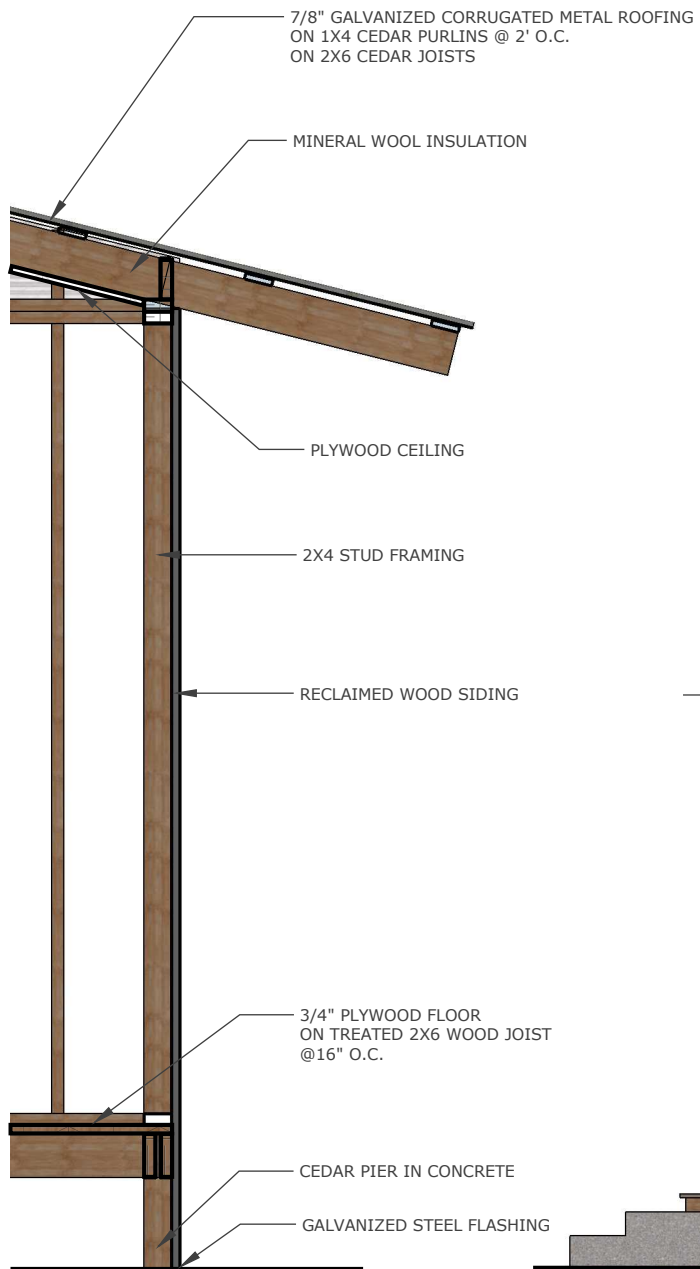 7/8" GALVANIZED CORRUGATED METAL ROOFING
ON 1X4 CEDAR PURLINS @ 2' O.C.
ON 2X6 CEDAR JOISTS
MINERAL WOOL INSULATION
PLYWOOD CEILING
2X4 STUD FRAMING
RECLAIMED WOOD SIDING
3/4" PLYWOOD FLOOR
ON TREATED 2X6 WOOD JOIST
@16" O.C.
CEDAR PIER IN CONCRETE
GALVANIZED STEEL FLASHING